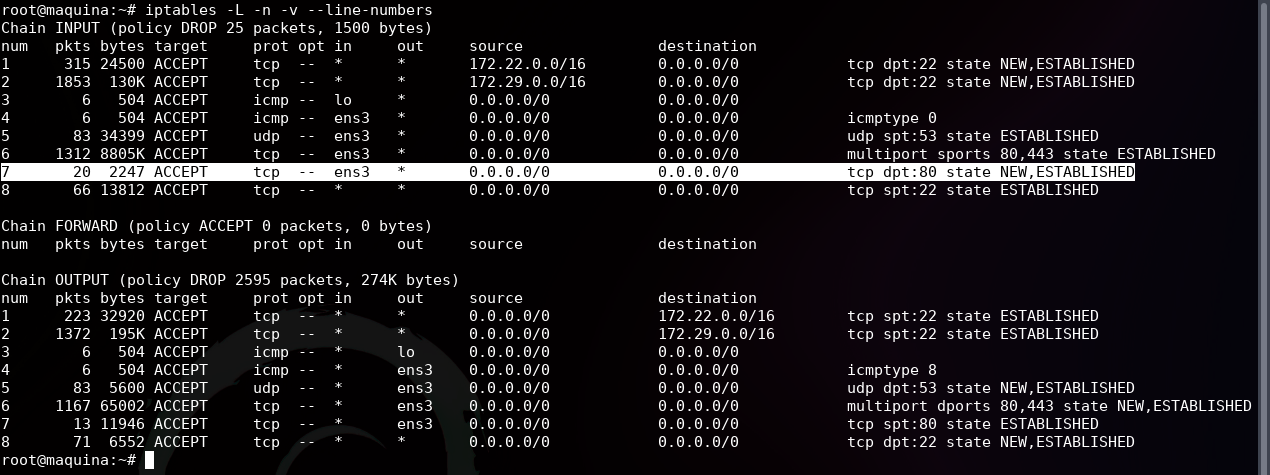 root@maquina:~# iptables -L -n -v --line-numbers
Chain INPUT (policy DROP 25 packets, 1500 bytes)
num   pkts bytes target     prot opt in     out     source               destination
1      315 24500 ACCEPT     tcp  --  *      *       172.22.0.0/16        0.0.0.0/0            tcp dpt:22 state NEW,ESTABLISHED
2     1853  130K ACCEPT     tcp  --  *      *       172.29.0.0/16        0.0.0.0/0            tcp dpt:22 state NEW,ESTABLISHED
3        6   504 ACCEPT     icmp --  lo     *       0.0.0.0/0            0.0.0.0/0
4        6   504 ACCEPT     icmp --  ens3   *       0.0.0.0/0            0.0.0.0/0            icmptype 0
5       83 34399 ACCEPT     udp  --  ens3   *       0.0.0.0/0            0.0.0.0/0            udp spt:53 state ESTABLISHED
6     1312 8805K ACCEPT     tcp  --  ens3   *       0.0.0.0/0            0.0.0.0/0            multiport sports 80,443 state ESTABLISHED
7       20  2247 ACCEPT     tcp  --  ens3   *       0.0.0.0/0            0.0.0.0/0            tcp dpt:80 state NEW,ESTABLISHED
8       66 13812 ACCEPT     tcp  --  *      *       0.0.0.0/0            0.0.0.0/0            tcp spt:22 state ESTABLISHED

Chain FORWARD (policy ACCEPT 0 packets, 0 bytes)
num   pkts bytes target     prot opt in     out     source               destination

Chain OUTPUT (policy DROP 2595 packets, 274K bytes)
num   pkts bytes target     prot opt in     out     source               destination
1      223 32920 ACCEPT     tcp  --  *      *       0.0.0.0/0            172.22.0.0/16        tcp spt:22 state ESTABLISHED
2     1372  195K ACCEPT     tcp  --  *      *       0.0.0.0/0            172.29.0.0/16        tcp spt:22 state ESTABLISHED
3        6   504 ACCEPT     icmp --  *      lo      0.0.0.0/0            0.0.0.0/0
4        6   504 ACCEPT     icmp --  *      ens3    0.0.0.0/0            0.0.0.0/0            icmptype 8
5       83  5600 ACCEPT     udp  --  *      ens3    0.0.0.0/0            0.0.0.0/0            udp dpt:53 state NEW,ESTABLISHED
6     1167 65002 ACCEPT     tcp  --  *      ens3    0.0.0.0/0            0.0.0.0/0            multiport dports 80,443 state NEW,ESTABLISHED
7       13 11946 ACCEPT     tcp  --  *      ens3    0.0.0.0/0            0.0.0.0/0            tcp spt:80 state ESTABLISHED
8       71  6552 ACCEPT     tcp  --  *      *       0.0.0.0/0            0.0.0.0/0            tcp dpt:22 state NEW,ESTABLISHED
root@maquina:~#